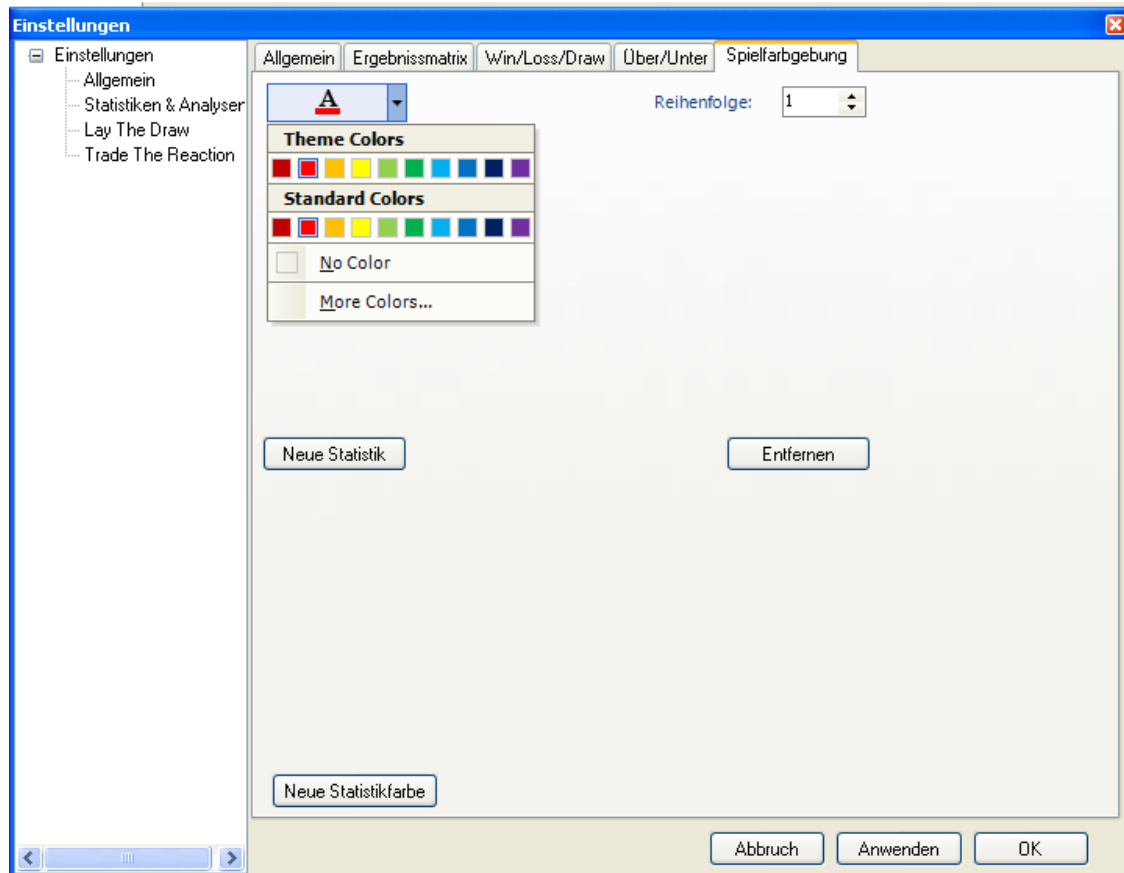 Einstellungen
Einstellungen
Allgemein
Statistiken & Analyser
Lay The Draw
Trade The Reaction
Allgemein Ergebnissmatrix Win/Loss/Draw Über/Unter Spielfarbgebung
A Reihenfolge: 1
Theme Colors
Standard Colors
No Color
More Colors...
Neue Statistik Entfernen
Neue Statistikfarbe
Abbruch Anwenden OK